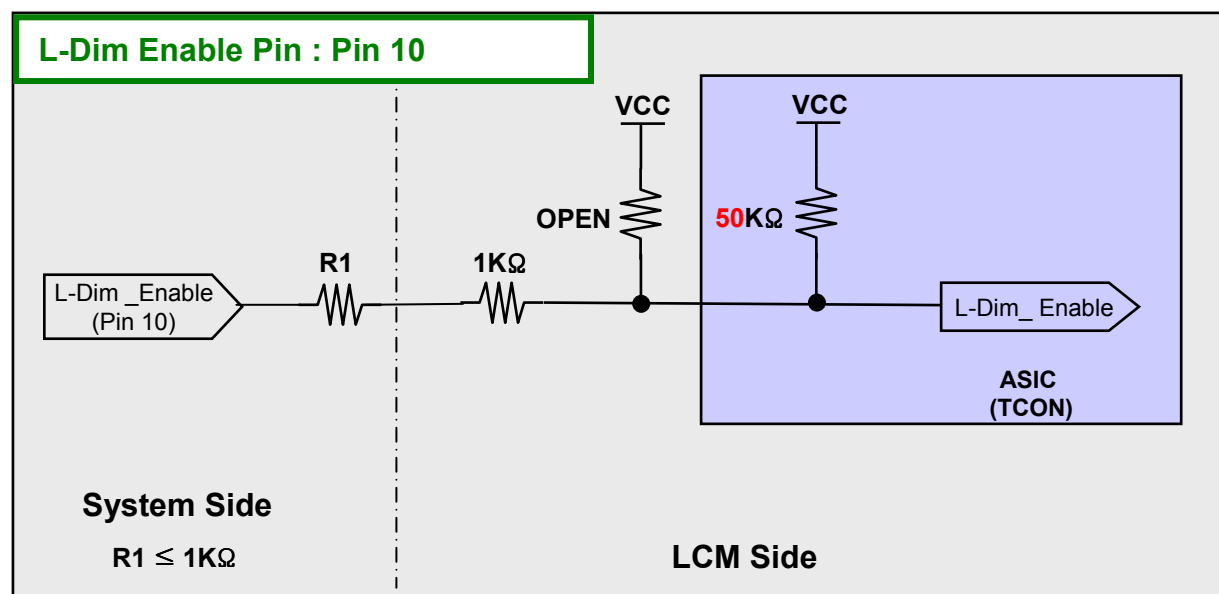 L-Dim Enable Pin : Pin 10
VCC
VCC
OPEN
50KΩ
R1
1KΩ
L-Dim _Enable
(Pin 10)
L-Dim_ Enable
ASIC
(TCON)
System Side
R1 ≤ 1KΩ
LCM Side